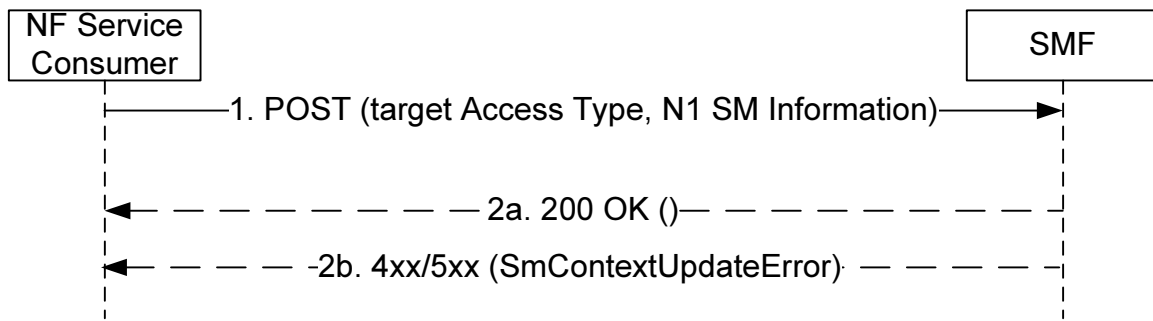 NF Service
Consumer
SMF
1. POST (target Access Type, N1 SM Information)
2a. 200 OK ()
2b. 4xx/5xx (SmContextUpdateError)